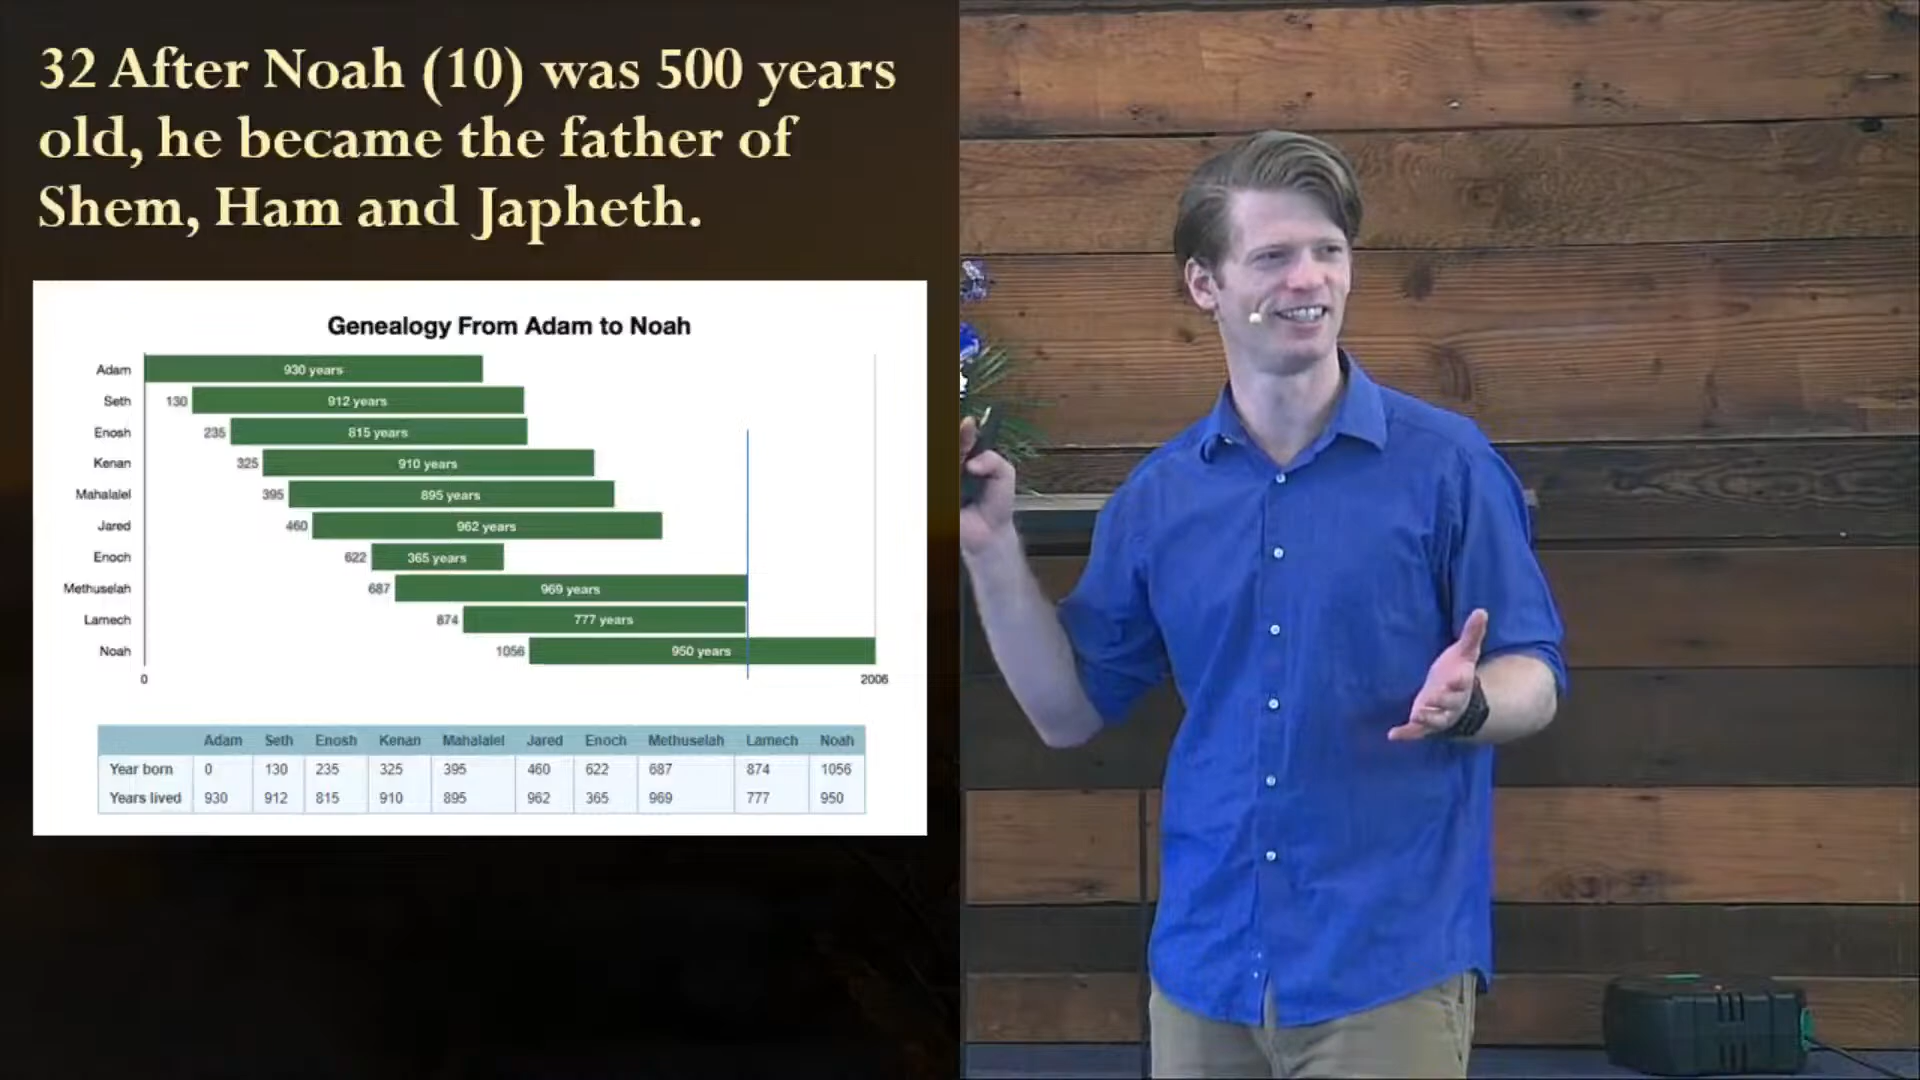 32 After Noah (10) was 500 years
old, he became the father of
Shem, Ham and Japheth.
Genealogy From Adam to Noah
Adam 930 years
Seth 130 912 years
Enosh 235 815 years
Kenan 325 910 years
Mahalalel 395 895 years
Jared 460 962 years
Enoch 622 365 years
Methuselah 687 969 years
Lamech 874 777 years
Noah 1056 950 years
0 2006
Adam Seth Enosh Kenan Mahalalel Jared Enoch Methuselah Lamech Noah
Year born 0 130 235 325 395 460 622 687 874 1056
Years lived 930 912 815 910 895 962 365 969 777 950